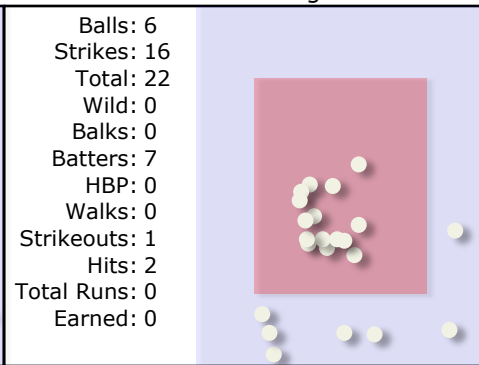 Balls: 6
Strikes: 16
Total: 22
Wild: 0
Balks: 0
Batters: 7
HBP: 0
Walks: 0
Strikeouts: 1
Hits: 2
Total Runs: 0
Earned: 0